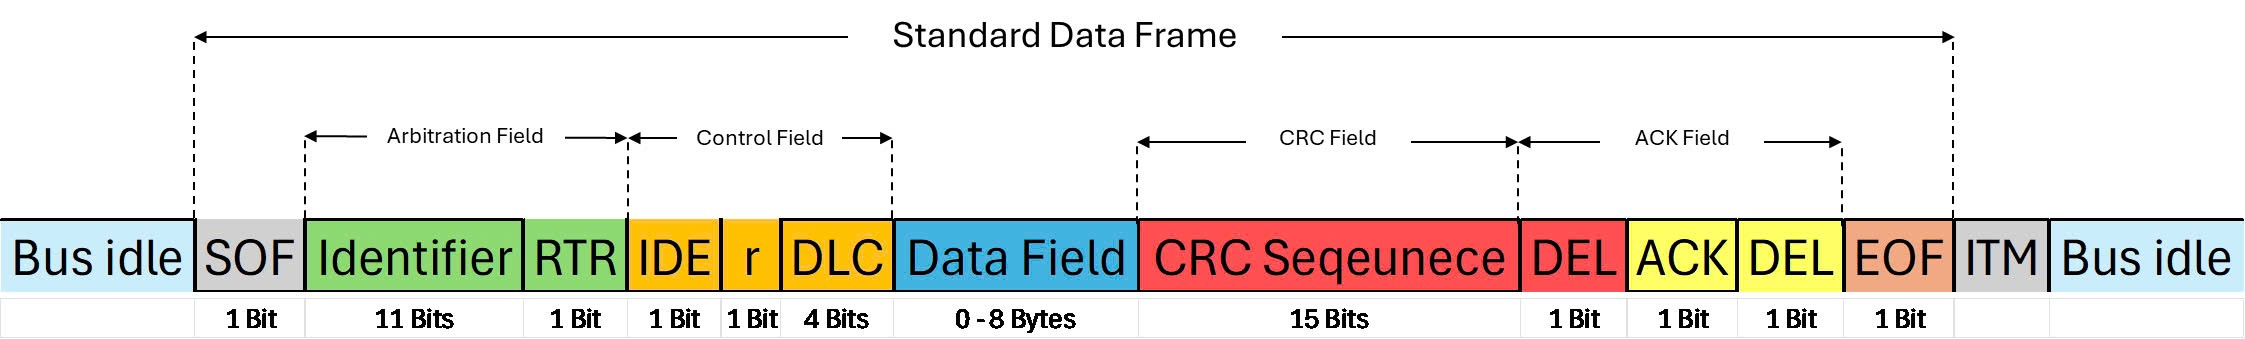 Standard Data Frame
Arbitration Field Control Field CRC Field ACK Field
Bus idle SOF Identifier RTR IDE r DLC Data Field CRC Seqeunece DEL ACK DEL EOF ITM Bus idle
1 Bit 11 Bits 1 Bit 1 Bit 1 Bit 4 Bits 0 - 8 Bytes 15 Bits 1 Bit 1 Bit 1 Bit 1 Bit